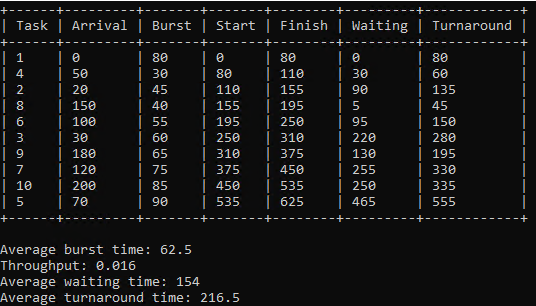 | Task | Arrival | Burst | Start | Finish | Waiting | Turnaround |
| 1 | 0 | 80 | 0 | 80 | 0 | 80
| 4 | 50 | 30 | 80 | 110 | 30 | 60
| 2 | 20 | 45 | 110 | 155 | 90 | 135
| 8 | 150 | 40 | 155 | 195 | 5 | 45
| 6 | 100 | 55 | 195 | 250 | 95 | 150
| 3 | 30 | 60 | 250 | 310 | 220 | 280
| 9 | 180 | 65 | 310 | 375 | 130 | 195
| 7 | 120 | 75 | 375 | 450 | 255 | 330
| 10 | 200 | 85 | 450 | 535 | 250 | 335
| 5 | 70 | 90 | 535 | 625 | 465 | 555
Average burst time: 62.5
Throughput: 0.016
Average waiting time: 154
Average turnaround time: 216.5